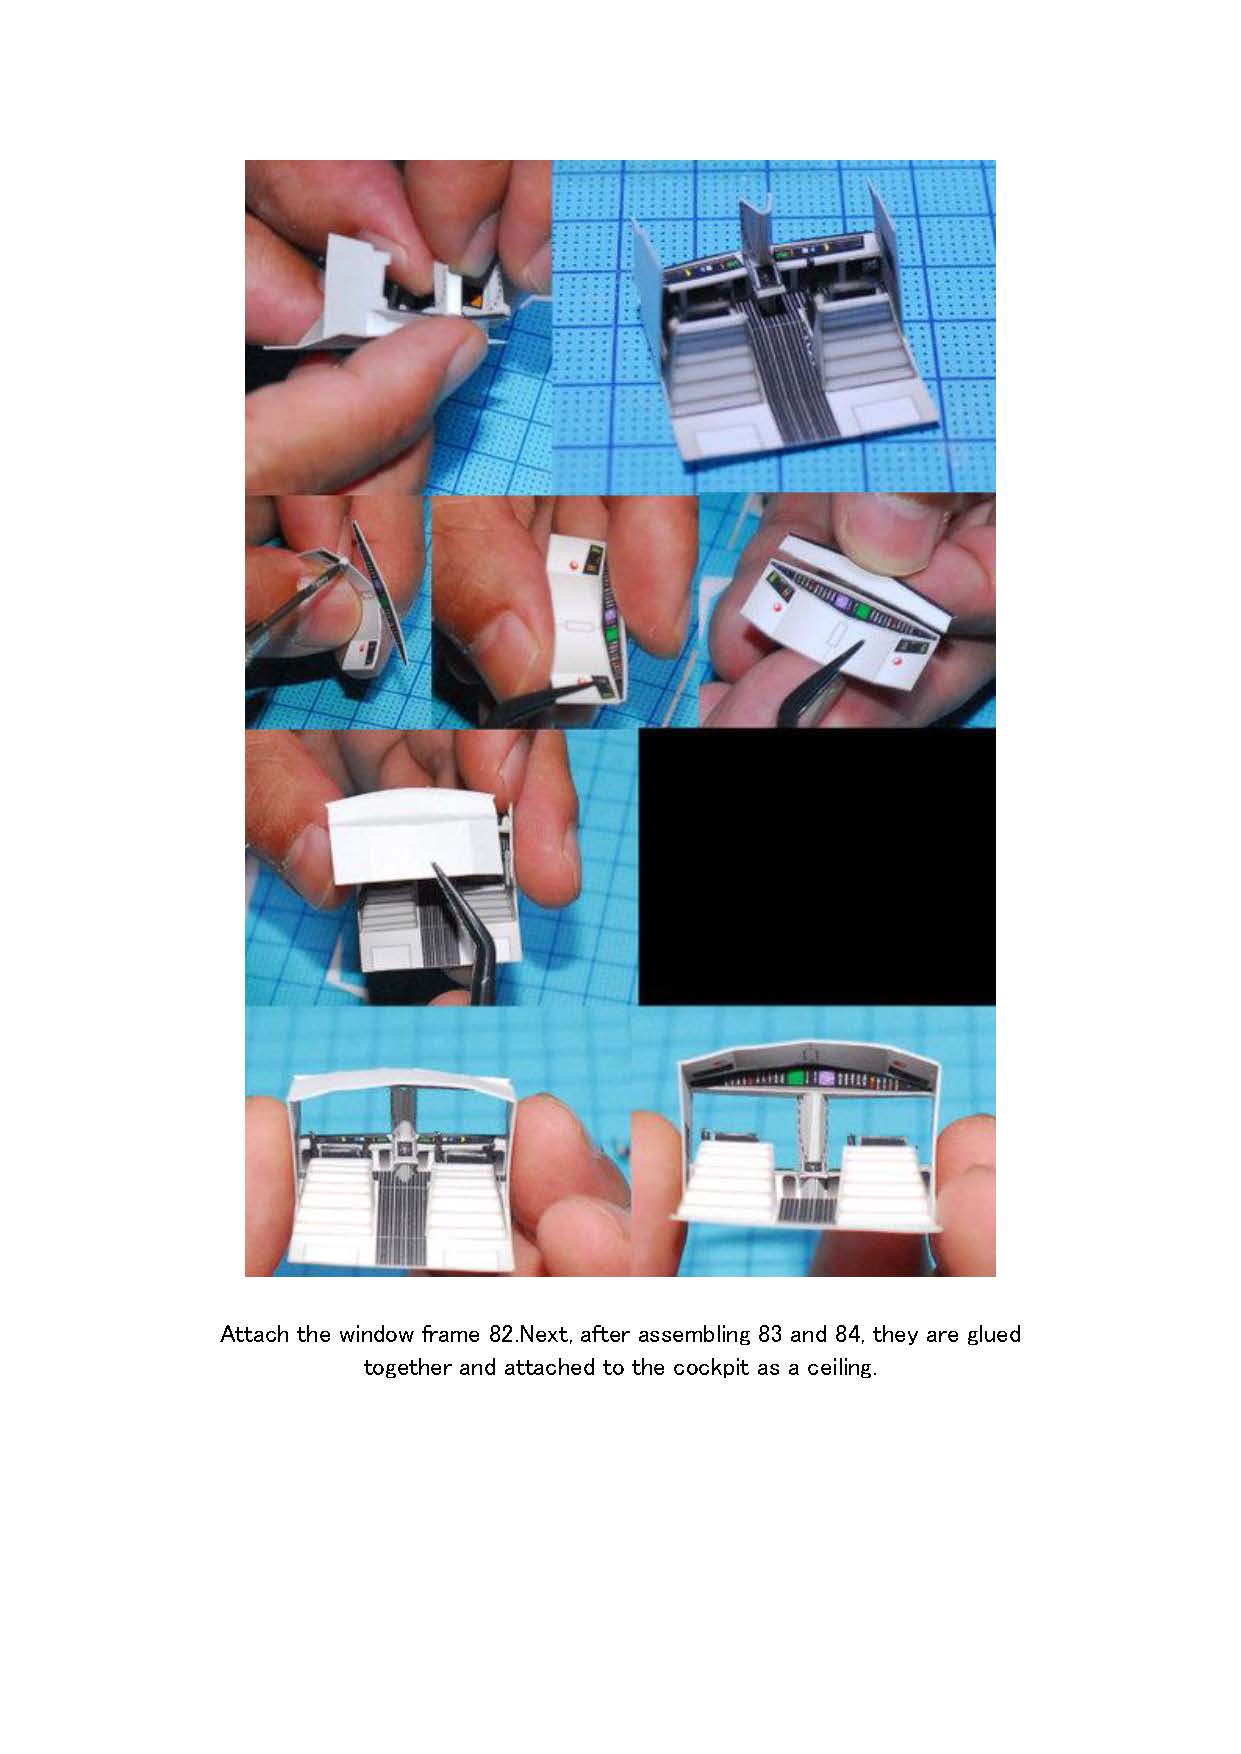 Attach the window frame 82.Next, after assembling 83 and 84, they are glued
together and attached to the cockpit as a ceiling.